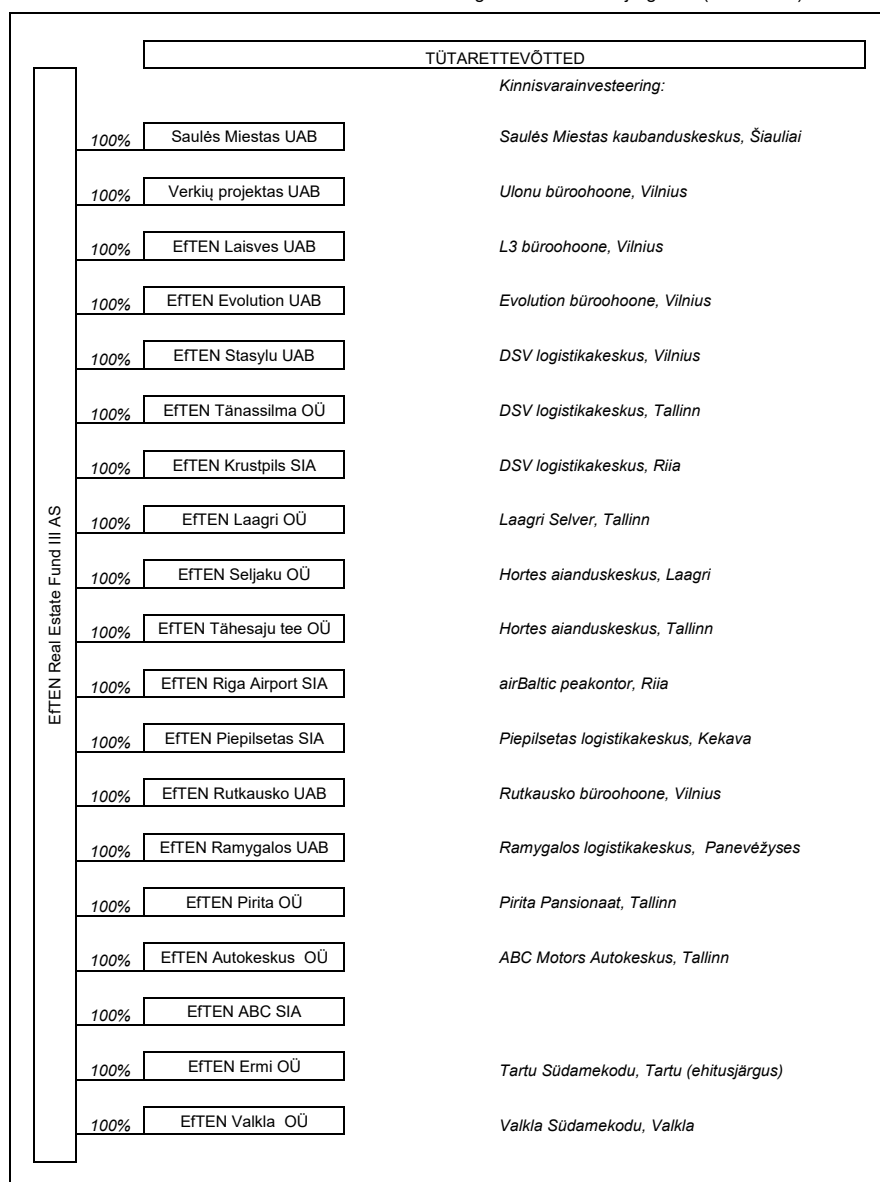 TÜTARETTEVÕTTED
Kinnisvarainvesteering:
100% Saulės Miestas UAB Saulės Miestas kaubanduskeskus, Šiauliai
100% Verkių projektas UAB Ulonu büroohoone, Vilnius
100% EfTEN Laisves UAB L3 büroohoone, Vilnius
100% EfTEN Evolution UAB Evolution büroohoone, Vilnius
100% EfTEN Stasylu UAB DSV logistikakeskus, Vilnius
100% EfTEN Tänassilma OÜ DSV logistikakeskus, Tallinn
100% EfTEN Krustpils SIA DSV logistikakeskus, Riia
EfTEN Real Estate Fund III AS
100% EfTEN Laagri OÜ Laagri Selver, Tallinn
100% EfTEN Seljaku OÜ Hortes aianduskeskus, Laagri
100% EfTEN Tähesaju tee OÜ Hortes aianduskeskus, Tallinn
100% EfTEN Riga Airport SIA airBaltic peakontor, Riia
100% EfTEN Piepilsetas SIA Piepilsetas logistikakeskus, Kekava
100% EfTEN Rutkausko UAB Rutkausko büroohoone, Vilnius
100% EfTEN Ramygalos UAB Ramygalos logistikakeskus, Panevėžyses
100% EfTEN Pirita OÜ Pirita Pansionaat, Tallinn
100% EfTEN Autokeskus OÜ ABC Motors Autokeskus, Tallinn
100% EfTEN ABC SIA
100% EfTEN Ermi OÜ Tartu Südamekodu, Tartu (ehitusjärgus)
100% EfTEN Valkla OÜ Valkla Südamekodu, Valkla